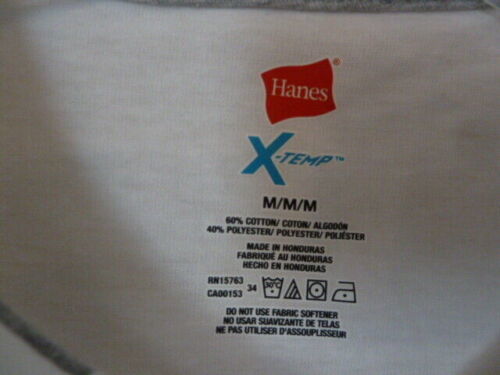 Hanes®
X-TEMP™
M/M/M
60% COTTON/ COTON/ ALGODÓN
40% POLYESTER/ POLYESTER/ POLIÉSTER
MADE IN HONDURAS
FABRIQUÉ AU HONDURAS
HECHO EN HONDURAS
RN15763
CA00153 34 30°C
DO NOT USE FABRIC SOFTENER
NO USAR SUAVIZANTE DE TELAS
NE PAS UTILISER D'ASSOUPLISSEUR